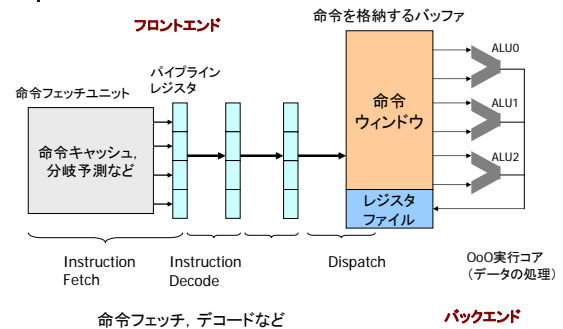 フロントエンド
命令を格納するバッファ
命令フェッチユニット
パイプライン
レジスタ
命令キャッシュ，
分岐予測など
命令
ウィンドウ
レジスタ
ファイル
ALU0
ALU1
ALU2
Instruction
Fetch
Instruction
Decode
Dispatch
OoO実行コア
（データの処理）
命令フェッチ，デコードなど
バックエンド